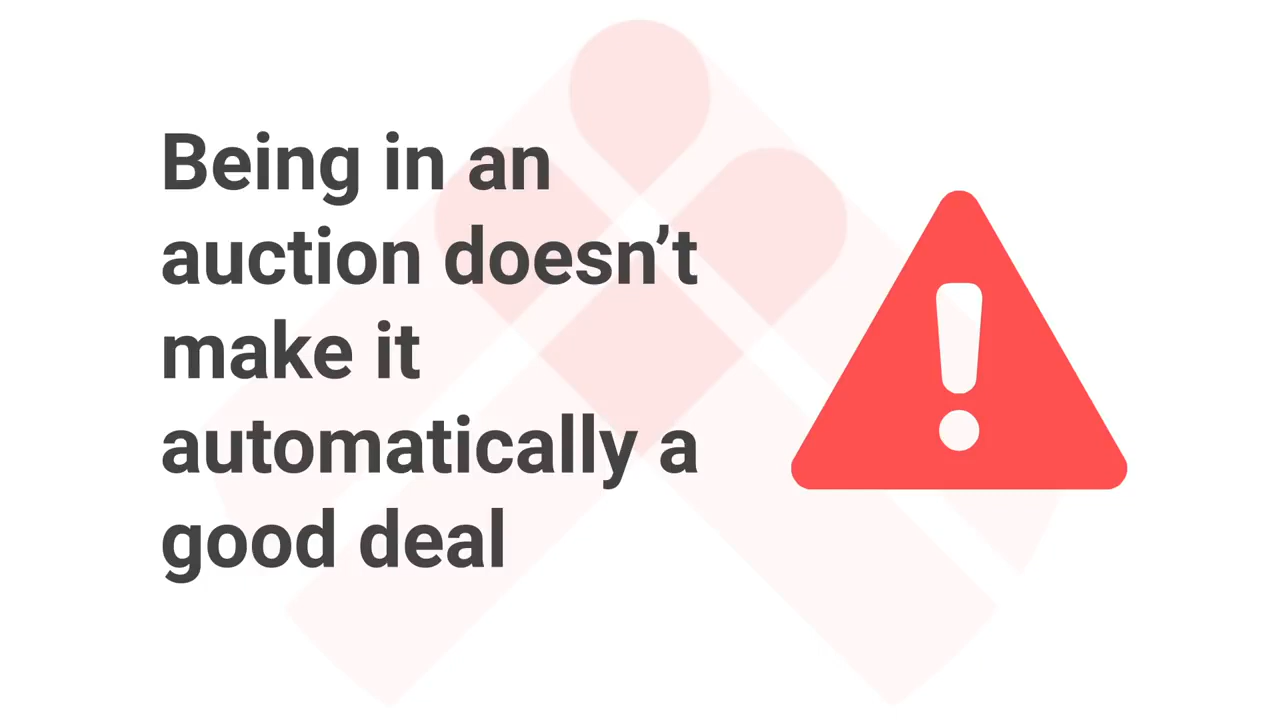 Being in an
auction doesn’t
make it
automatically a
good deal